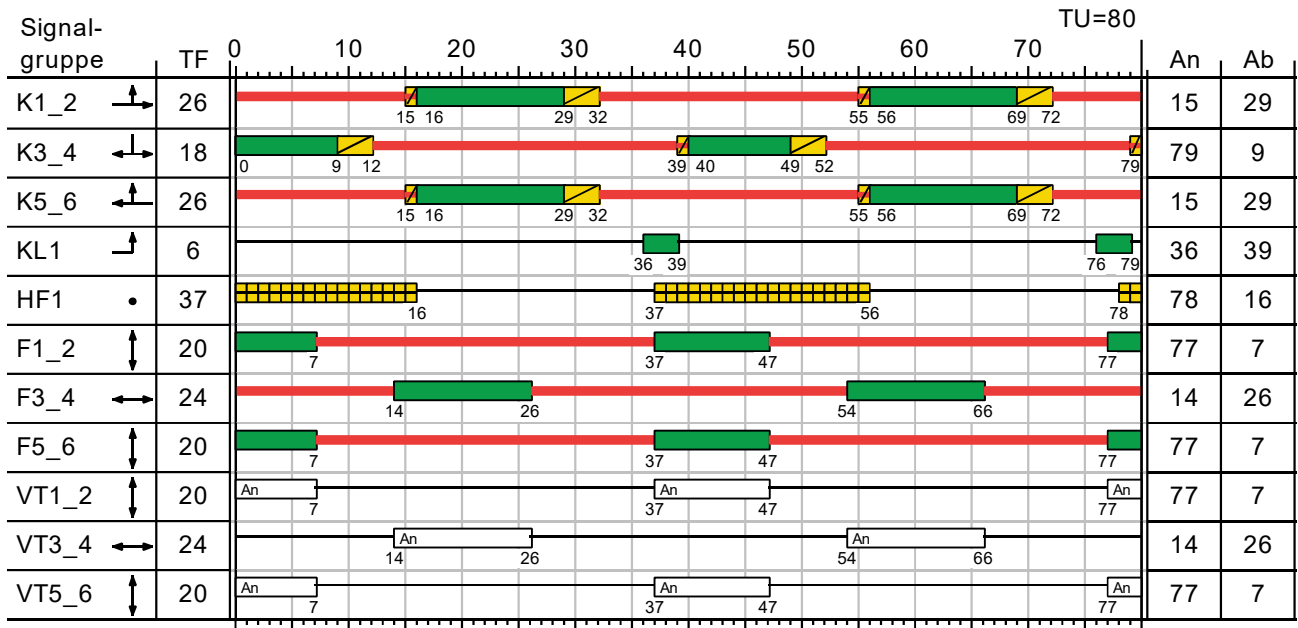 TU=80
Signal-
gruppe TF 0 10 20 30 40 50 60 70 An Ab
K1_2 26 15 29
15 16 29 32 55 56 69 72
K3_4 18 79 9
0 9 12 39 40 49 52 79
K5_6 26 15 29
15 16 29 32 55 56 69 72
KL1 6 36 39
36 39 76 79
HF1 37 78 16
16 37 56 78
F1_2 20 77 7
7 37 47 77
F3_4 24 14 26
14 26 54 66
F5_6 20 77 7
7 37 47 77
VT1_2 20 An An An 77 7
7 37 47 77
VT3_4 24 An An 14 26
14 26 54 66
VT5_6 20 An An An 77 7
7 37 47 77